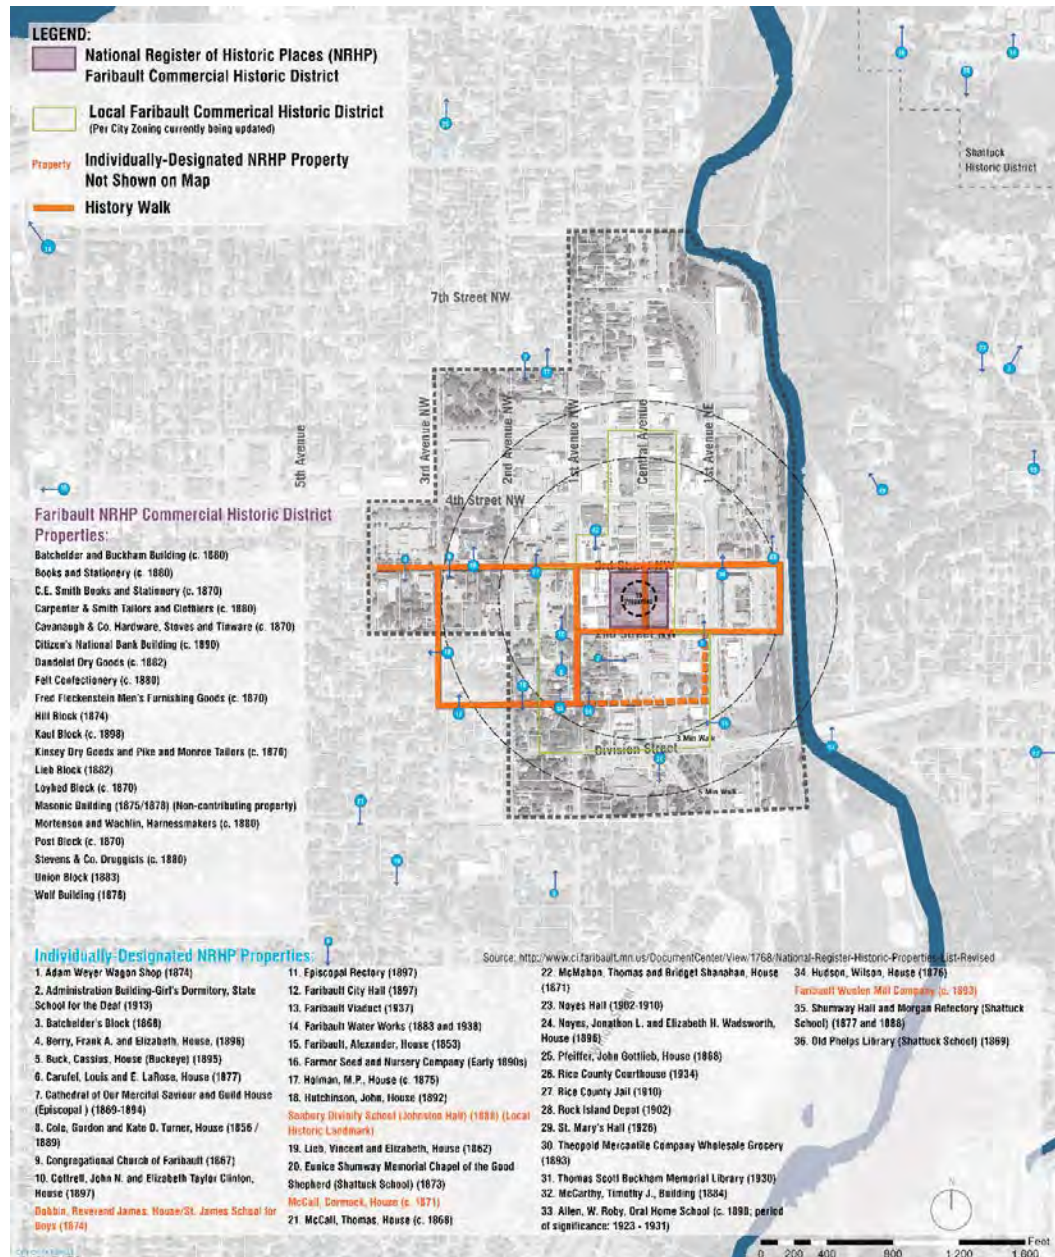 LEGEND:
National Register of Historic Places (NRHP)
Faribault Commercial Historic District
Local Faribault Commerical Historic District
(Per City Zoning currently being updated)
Property
Individually-Designated NRHP Property
Not Shown on Map
History Walk
Shattuck
Historic District
7th Street NW
5th Avenue
3rd Avenue NW
2nd Avenue NW
1st Avenue NW
Central Avenue
1st Avenue NE
4th Street NW
3rd Street NW
2nd Street NW
Division Street
3 Min Walk
5 Min Walk
Faribault NRHP Commercial Historic District
Properties:
Batchelder and Buckham Building (c. 1880)
Books and Stationery (c. 1880)
C.E. Smith Books and Stationery (c. 1870)
Carpenter & Smith Tailors and Clothiers (c. 1880)
Cavanaugh & Co. Hardware, Stoves and Tinware (c. 1870)
Citizen's National Bank Building (c. 1890)
Dandelet Dry Goods (c. 1882)
Felt Confectionery (c. 1880)
Fred Fleckenstein Men's Furnishing Goods (c. 1870)
Hill Block (1874)
Kaul Block (c. 1898)
Kinsey Dry Goods and Pike and Monroe Tailors (c. 1870)
Lieb Block (1882)
Loyhed Block (c. 1870)
Masonic Building (1875/1878) (Non-contributing property)
Mortenson and Wachlin, Harnessmakers (c. 1880)
Post Block (c. 1870)
Stevens & Co. Druggists (c. 1880)
Union Block (1883)
Wolf Building (1876)
Individually-Designated NRHP Properties:
Source: http://www.ci.faribault.mn.us/DocumentCenter/View/1768/National-Register-Historic-Properties-List-Revised
1. Adam Weyer Wagon Shop (1874)
2. Administration Building-Girl's Dormitory, State
School for the Deaf (1913)
3. Batchelder's Block (1868)
4. Berry, Frank A. and Elizabeth, House, (1896)
5. Buck, Cassius, House (Buckeye) (1895)
6. Carufel, Louis and E. LaRose, House (1877)
7. Cathedral of Our Merciful Saviour and Guild House
(Episcopal ) (1869-1894)
8. Cole, Gordon and Kate D. Turner, House (1856 /
1889)
9. Congregational Church of Faribault (1867)
10. Cottrell, John N. and Elizabeth Taylor Clinton,
House (1897)
Dobbin, Reverend James, House/St. James School for
Boys (1874)
11. Episcopal Rectory (1897)
12. Faribault City Hall (1897)
13. Faribault Viaduct (1937)
14. Faribault Water Works (1883 and 1938)
15. Faribault, Alexander, House (1853)
16. Farmer Seed and Nursery Company (Early 1890s)
17. Holman, M.P., House (c. 1875)
18. Hutchinson, John, House (1892)
Seabury Divinity School (Johnston Hall) (1888) (Local
Historic Landmark)
19. Lieb, Vincent and Elizabeth, House (1862)
20. Eunice Shumway Memorial Chapel of the Good
Shepherd (Shattuck School) (1873)
McCall, Cormack, House (c. 1871)
21. McCall, Thomas, House (c. 1868)
22. McMahon, Thomas and Bridget Shanahan, House
(1871)
23. Noyes Hall (1902-1910)
24. Noyes, Jonathon L. and Elizabeth H. Wadsworth,
House (1896)
25. Pfeiffer, John Gottlieb, House (1868)
26. Rice County Courthouse (1934)
27. Rice County Jail (1910)
28. Rock Island Depot (1902)
29. St. Mary's Hall (1926)
30. Theopold Mercantile Company Wholesale Grocery
(1893)
31. Thomas Scott Buckham Memorial Library (1930)
32. McCarthy, Timothy J., Building (1884)
33. Allen, W. Roby, Oral Home School (c. 1898; period
of significance: 1923 - 1931)
34. Hudson, Wilson, House (1876)
Faribault Woolen Mill Company (c. 1893)
35. Shumway Hall and Morgan Refectory (Shattuck
School) (1877 and 1888)
36. Old Phelps Library (Shattuck School) (1869)
N
Feet
0 200 400 800 1,200 1,600